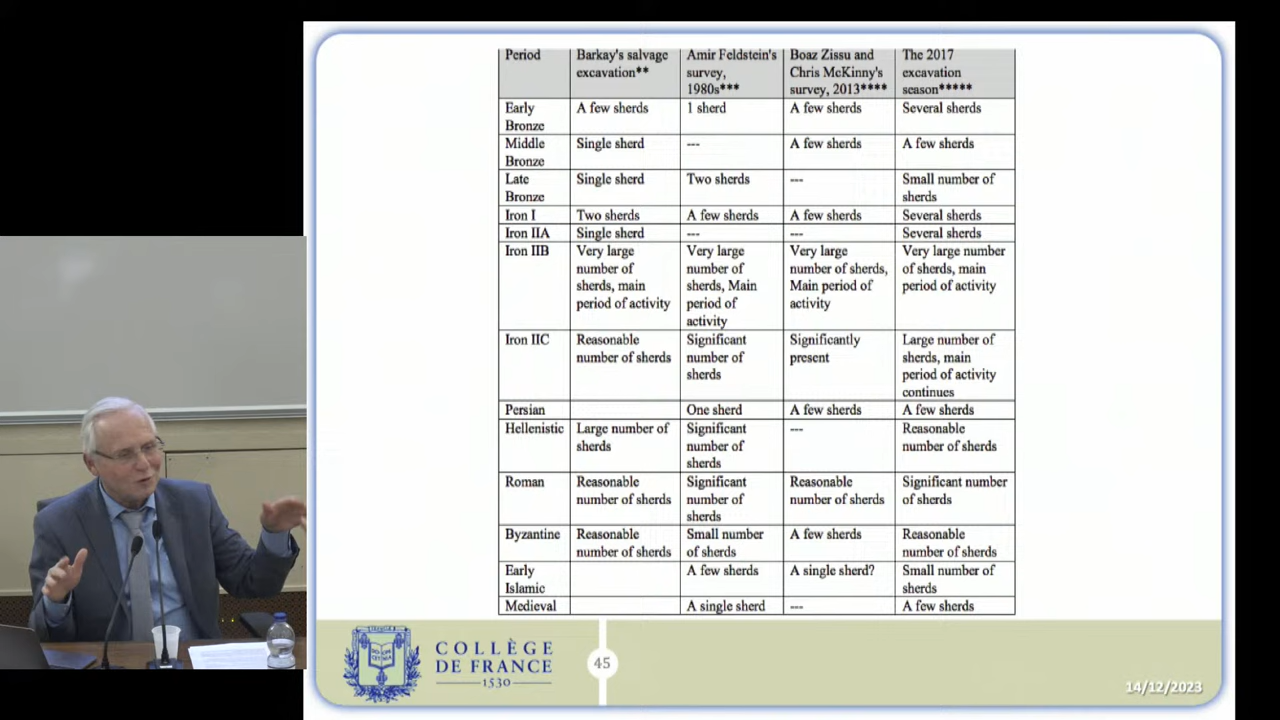 Period Barkay's salvage excavation** Amir Feldstein's survey, 1980s*** Boaz Zissu and Chris McKinny's survey, 2013**** The 2017 excavation season*****
Early Bronze A few sherds 1 sherd A few sherds Several sherds
Middle Bronze Single sherd --- A few sherds A few sherds
Late Bronze Single sherd Two sherds --- Small number of sherds
Iron I Two sherds A few sherds A few sherds Several sherds
Iron IIA Single sherd --- --- Several sherds
Iron IIB Very large number of sherds, main period of activity Very large number of sherds, Main period of activity Very large number of sherds, Main period of activity Very large number of sherds, main period of activity
Iron IIC Reasonable number of sherds Significant number of sherds Significantly present Large number of sherds, main period of activity continues
Persian One sherd A few sherds A few sherds
Hellenistic Large number of sherds Significant number of sherds --- Reasonable number of sherds
Roman Reasonable number of sherds Significant number of sherds Reasonable number of sherds Significant number of sherds
Byzantine Reasonable number of sherds Small number of sherds A few sherds Reasonable number of sherds
Early Islamic A few sherds A single sherd? Small number of sherds
Medieval A single sherd --- A few sherds
COLLÈGE
DE FRANCE
1530
45
14/12/2023